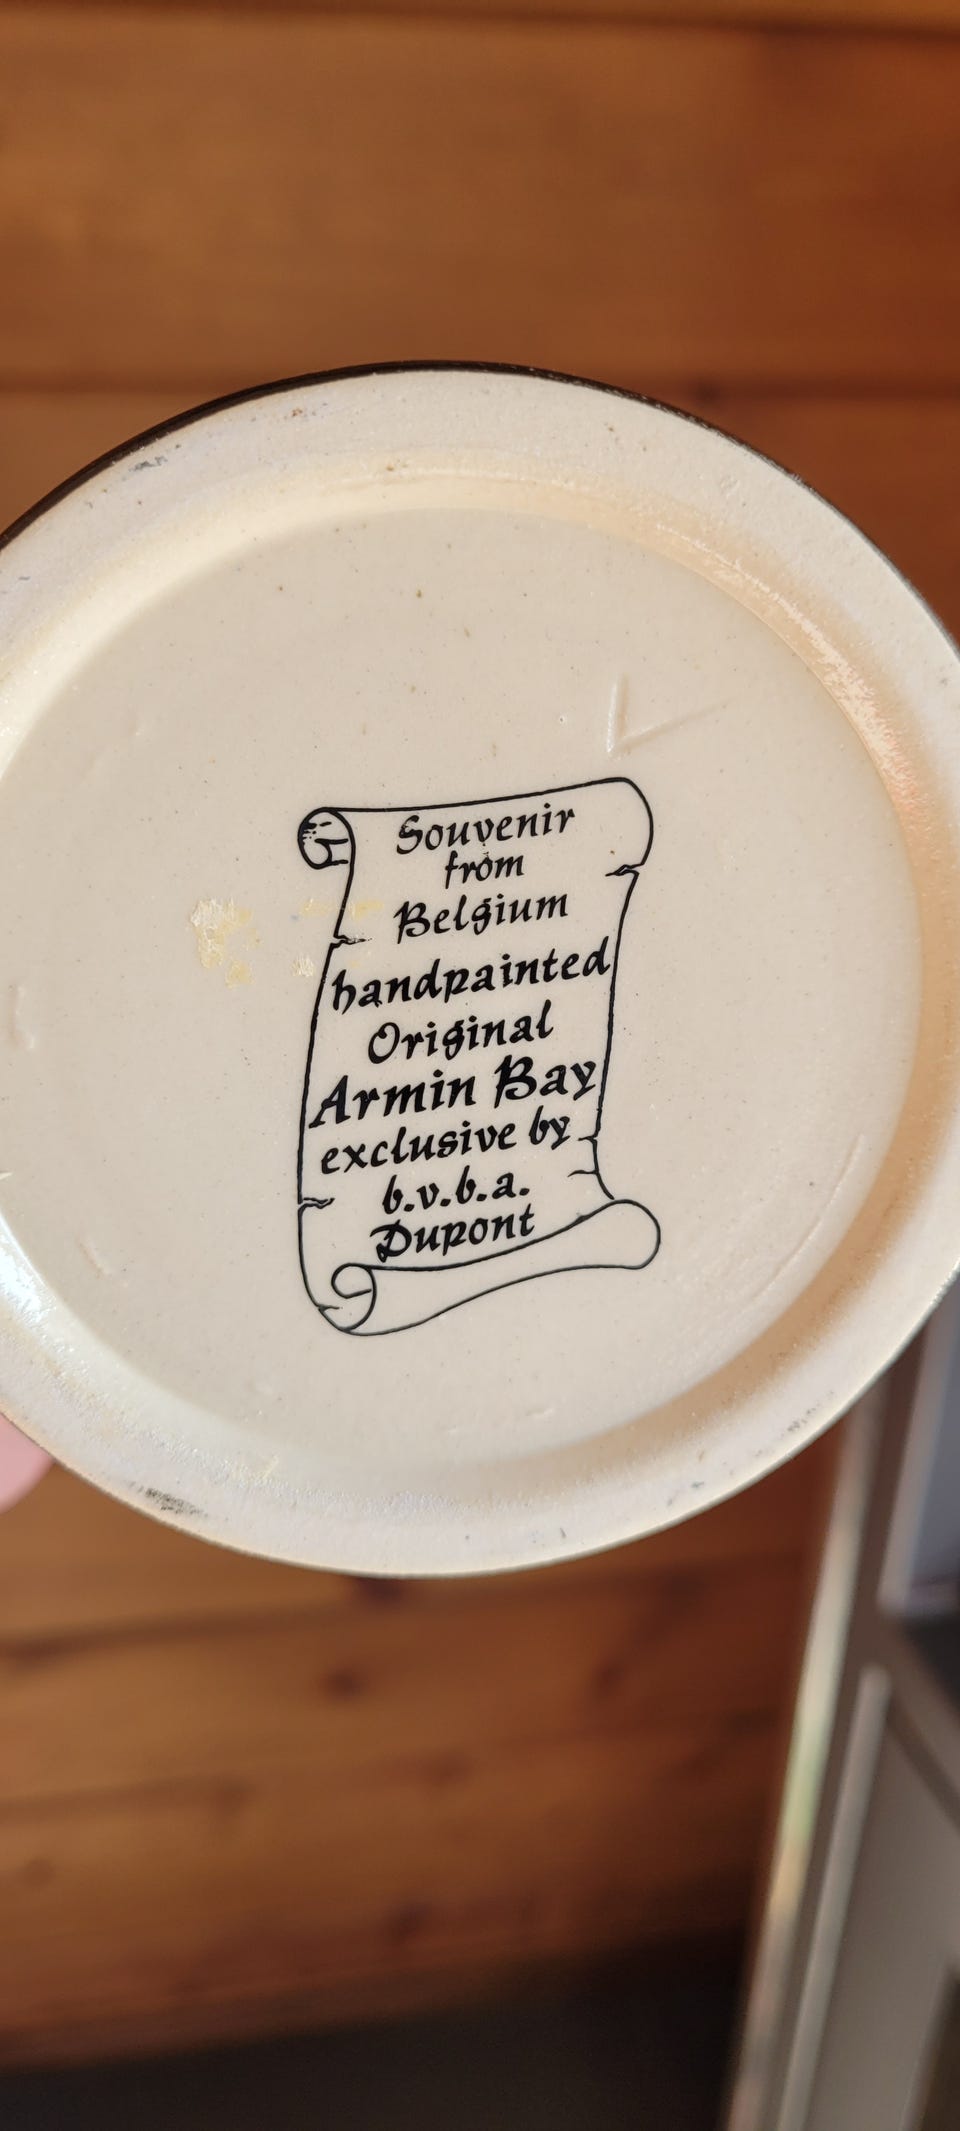 Souvenir
from
Belgium
handpainted
Original
Armin Bay
exclusive by
b.v.b.a.
Dupont